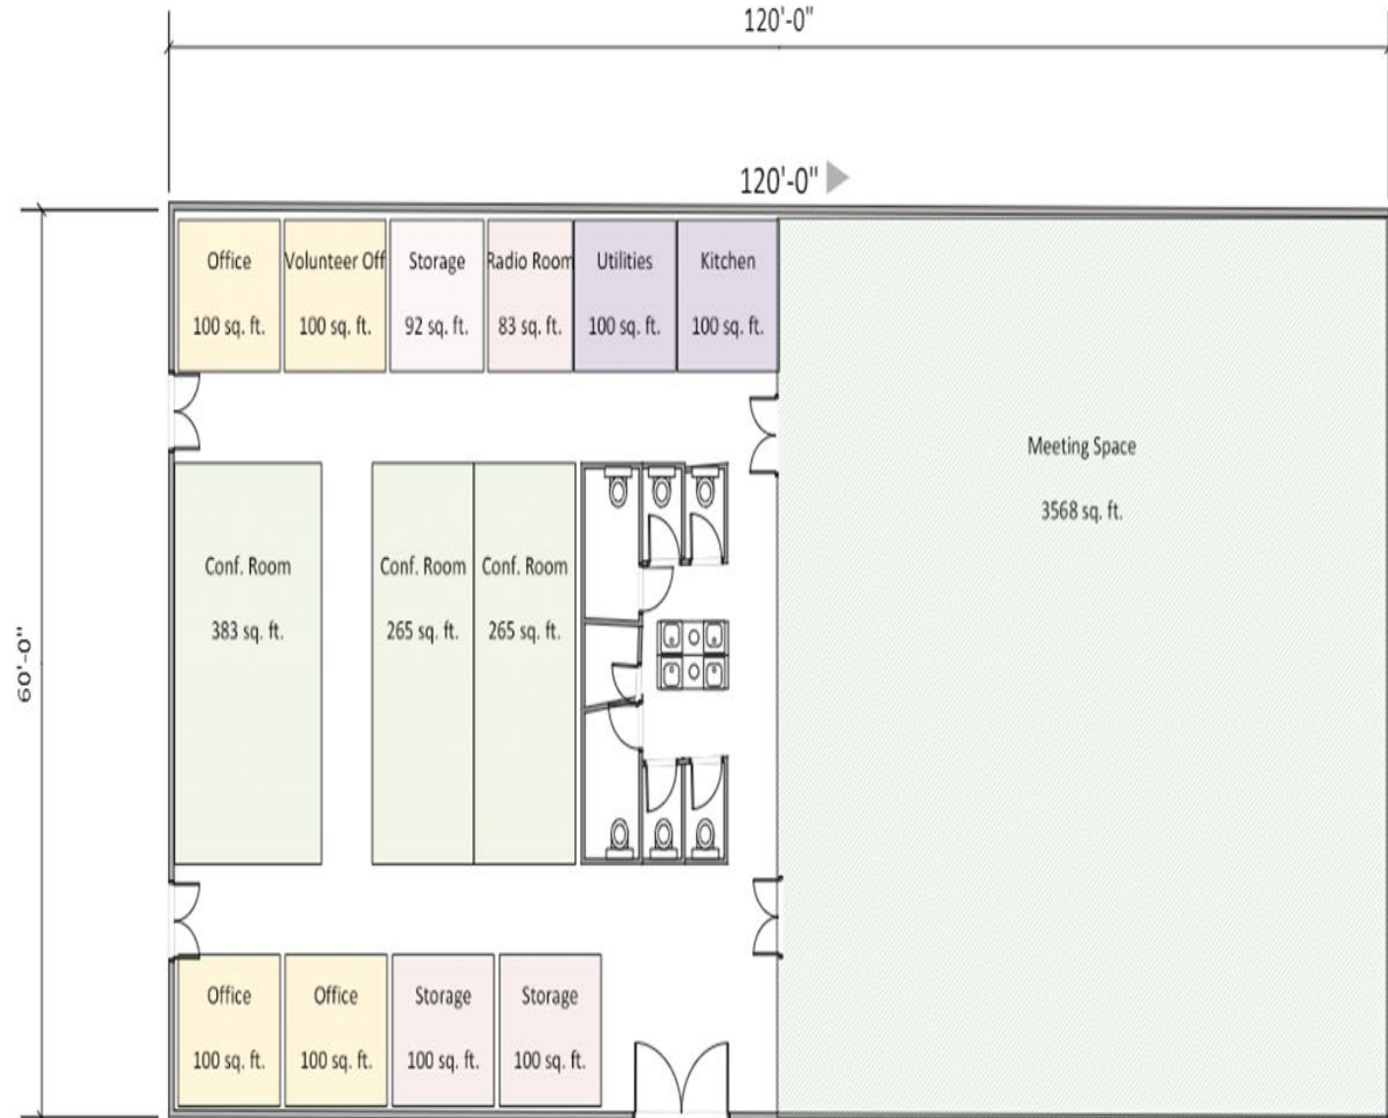 120'-0"
120'-0"
60'-0"
Office
100 sq. ft.
Volunteer Off
100 sq. ft.
Storage
92 sq. ft.
Radio Room
83 sq. ft.
Utilities
100 sq. ft.
Kitchen
100 sq. ft.
Meeting Space
3568 sq. ft.
Conf. Room
383 sq. ft.
Conf. Room
265 sq. ft.
Conf. Room
265 sq. ft.
Office
100 sq. ft.
Office
100 sq. ft.
Storage
100 sq. ft.
Storage
100 sq. ft.